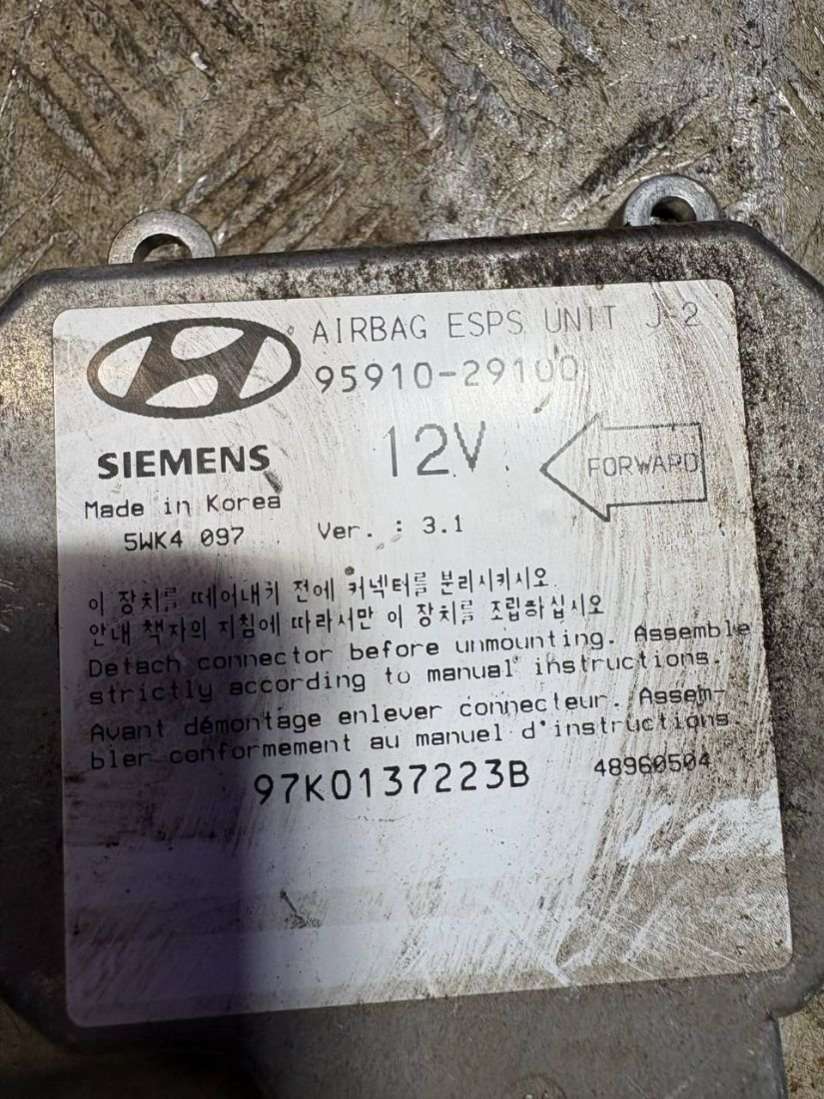 AIRBAG ESPS UNIT J-2
95910-29100
SIEMENS
12V
FORWARD
Made in Korea
5WK4 097
Ver. : 3.1
이 장치를 떼어내기 전에 커넥터를 분리시키시오
안내 책자의 지침에 따라서만 이 장치를 조립하십시오
Detach connector before unmounting. Assemble
strictly according to manual instructions.
Avant démontage enlever connecteur. Assem-
bler conformement au manuel d'instructions.
97K0137223B
48960504